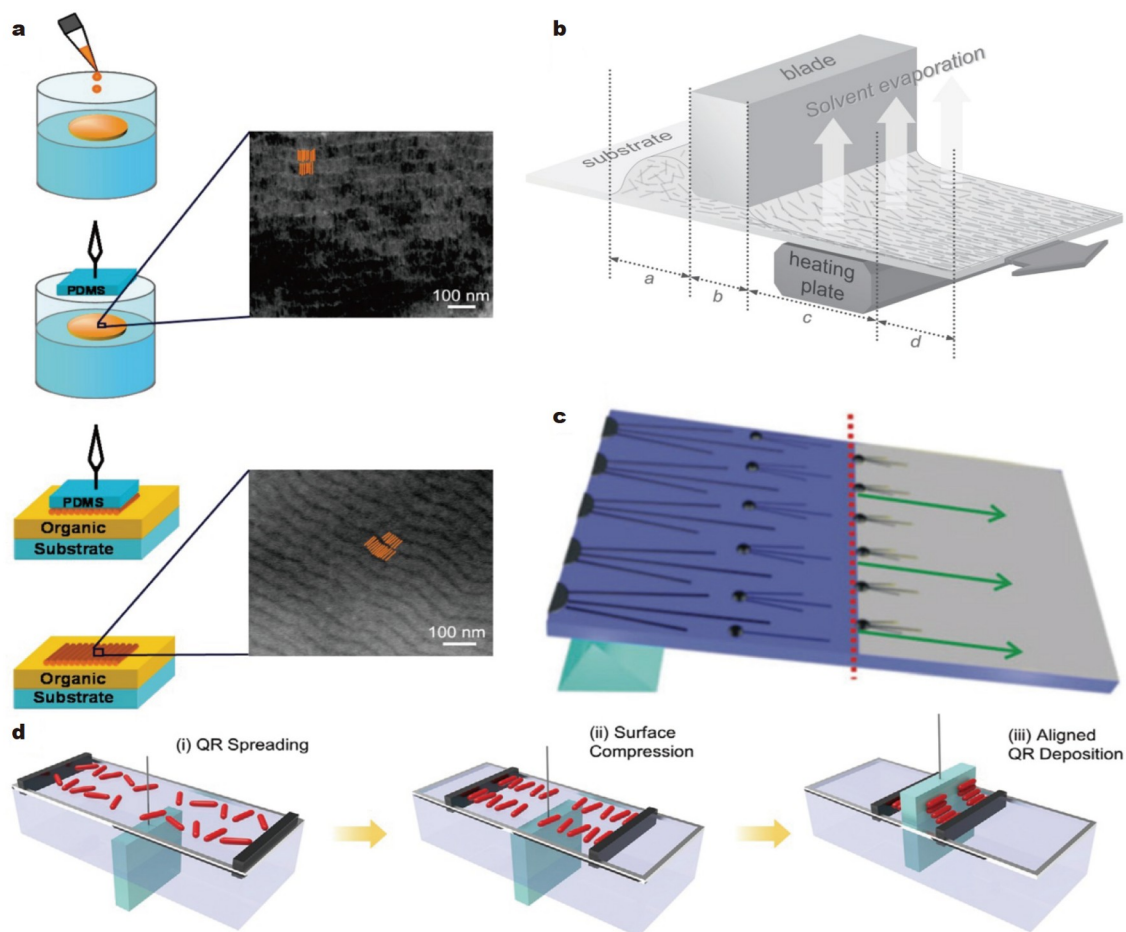 a
PDMS
100 nm
PDMS
Organic
Substrate
100 nm
Organic
Substrate
b
blade
Solvent evaporation
substrate
heating
plate
a
b
c
d
c
d
(i) QR Spreading
(ii) Surface
Compression
(iii) Aligned
QR Deposition